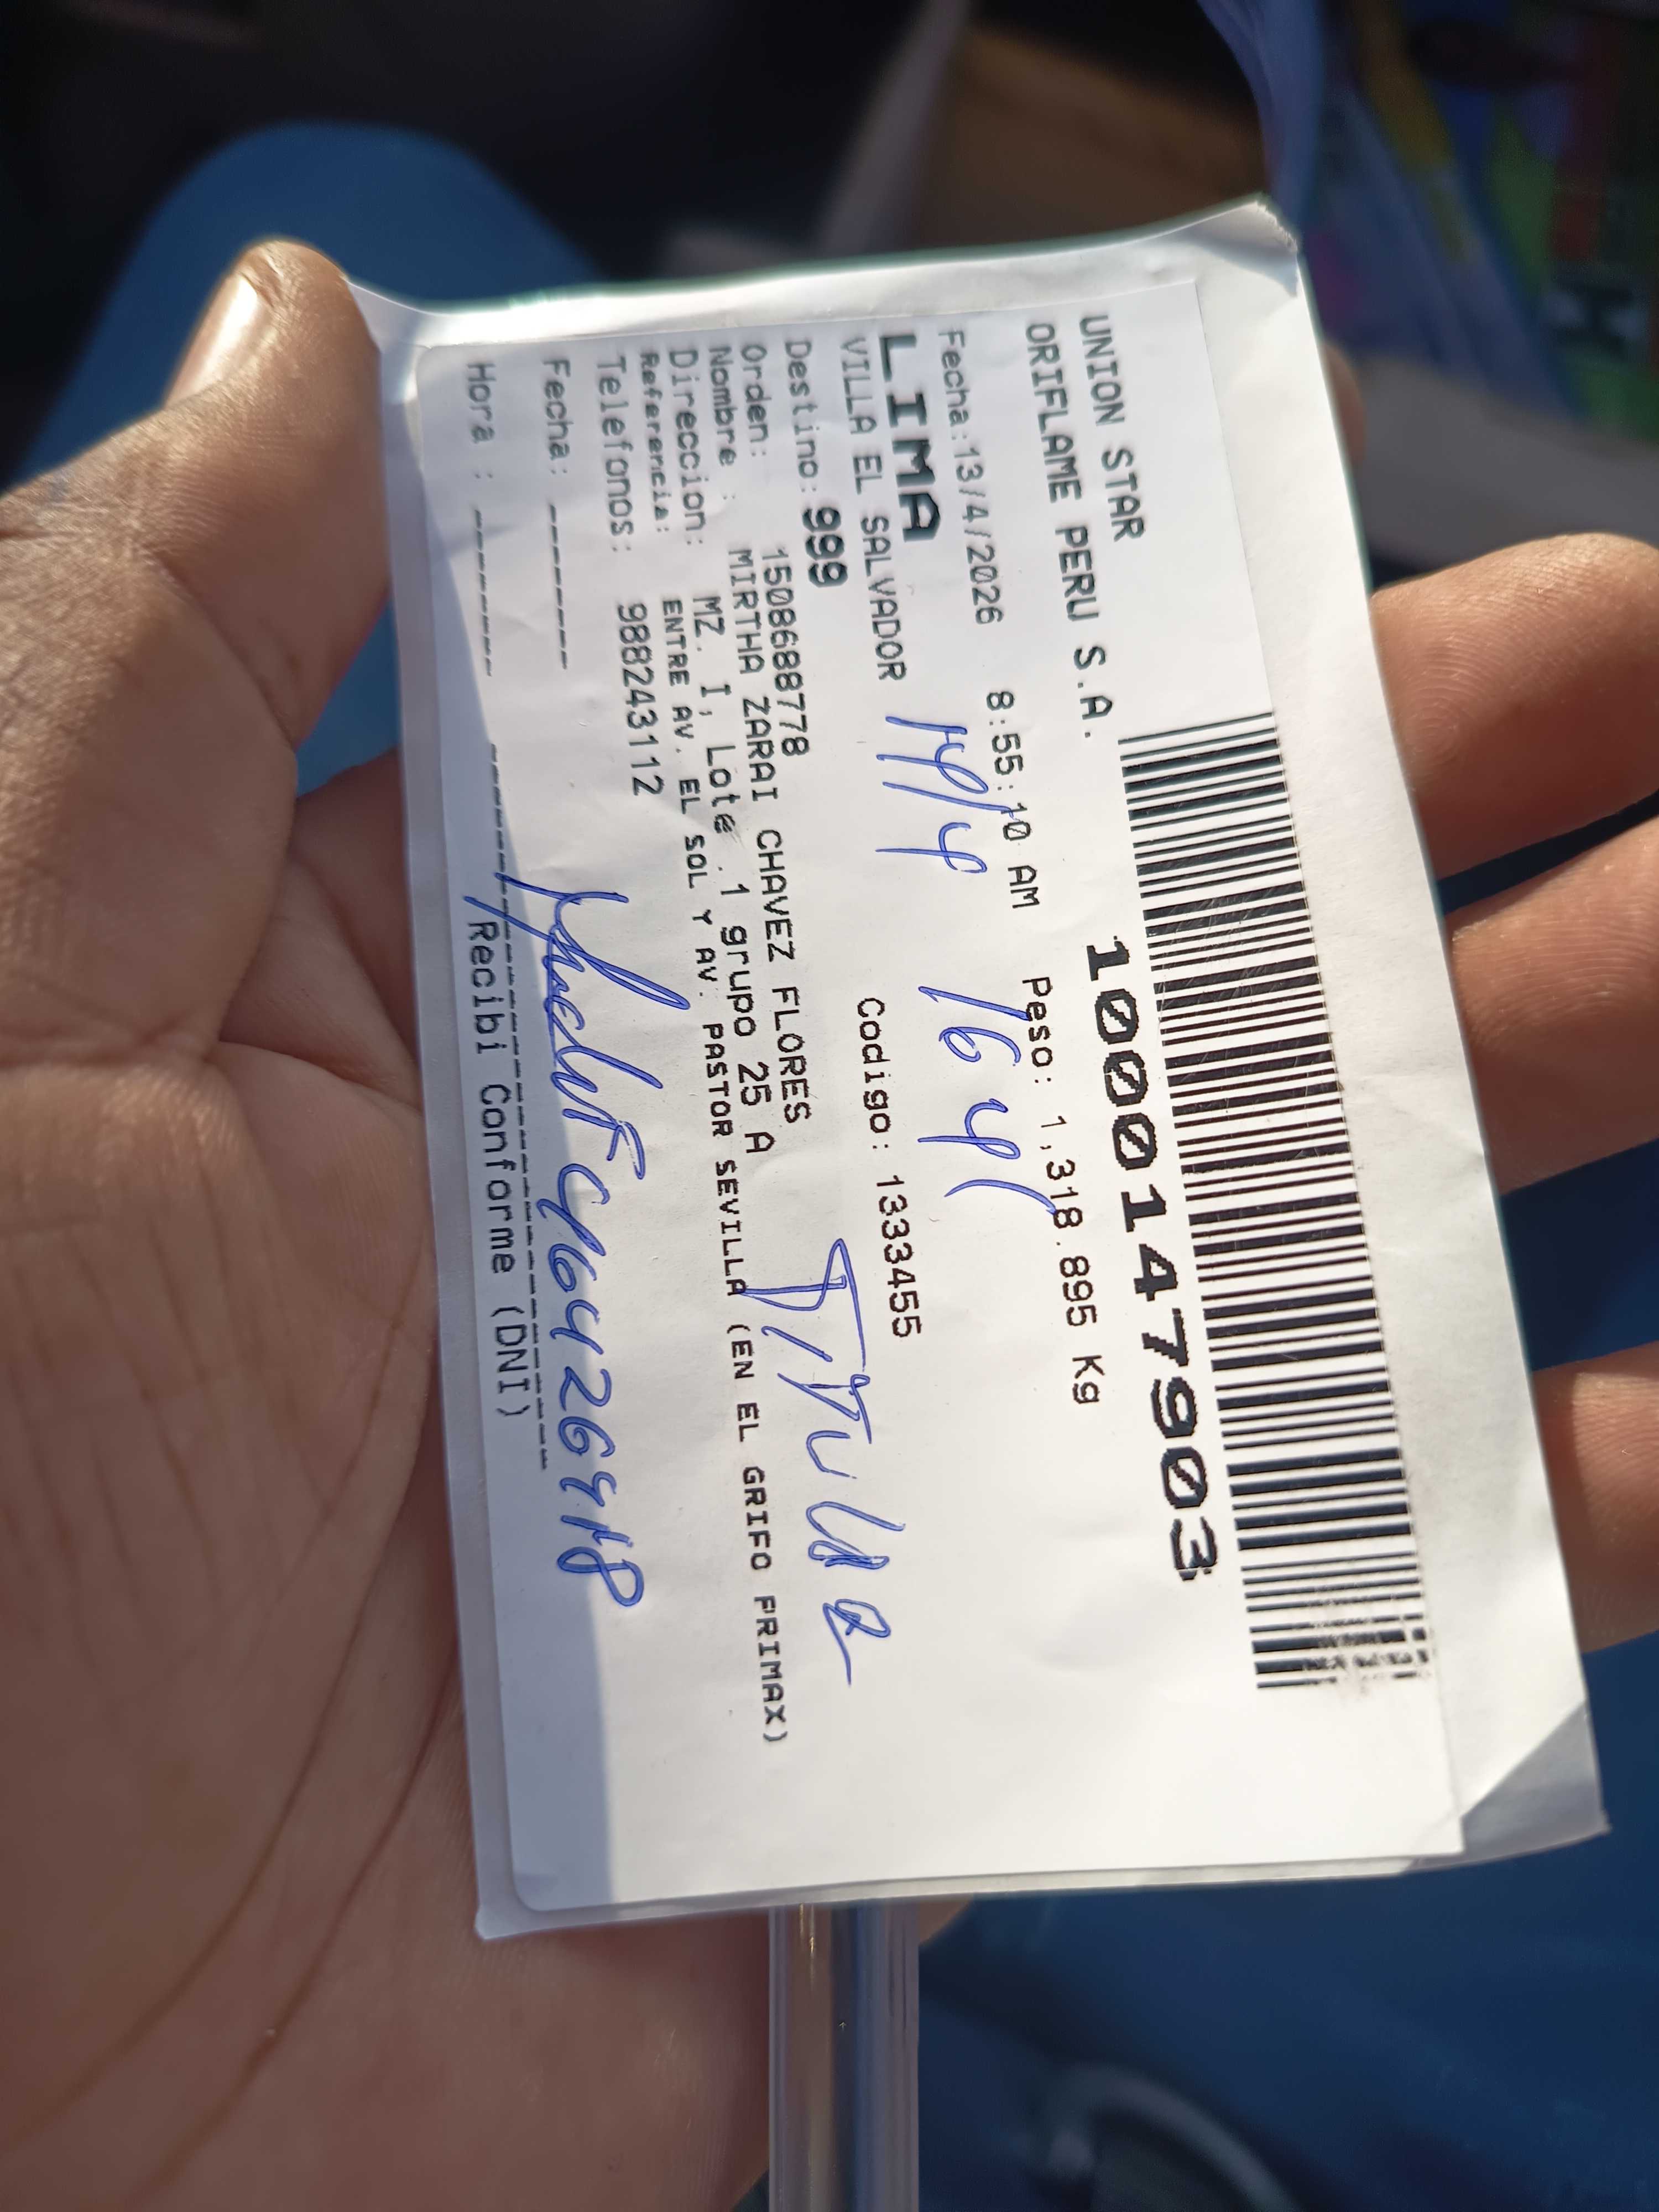 UNION STAR
ORIFLAME PERU S.A.
1000147903
Fecha:13/4/2026 8:55:10 AM Peso: 1,318.895 Kg
LIMA
14/4 16 41
VILLA EL SALVADOR Codigo: 1333455
Destino: 999
Orden: 1508688778
Nombre : MIRTHA ZARAI CHAVEZ FLORES
Direccion: MZ. I, Lote .1 grupo 25 A
Referencia: ENTRE AV. EL SOL Y AV. PASTOR SEVILLA (EN EL GRIFO PRIMAX)
Telefonos: 988243112
Fecha: ______
Hora : ______
Recibi Conforme (DNI)